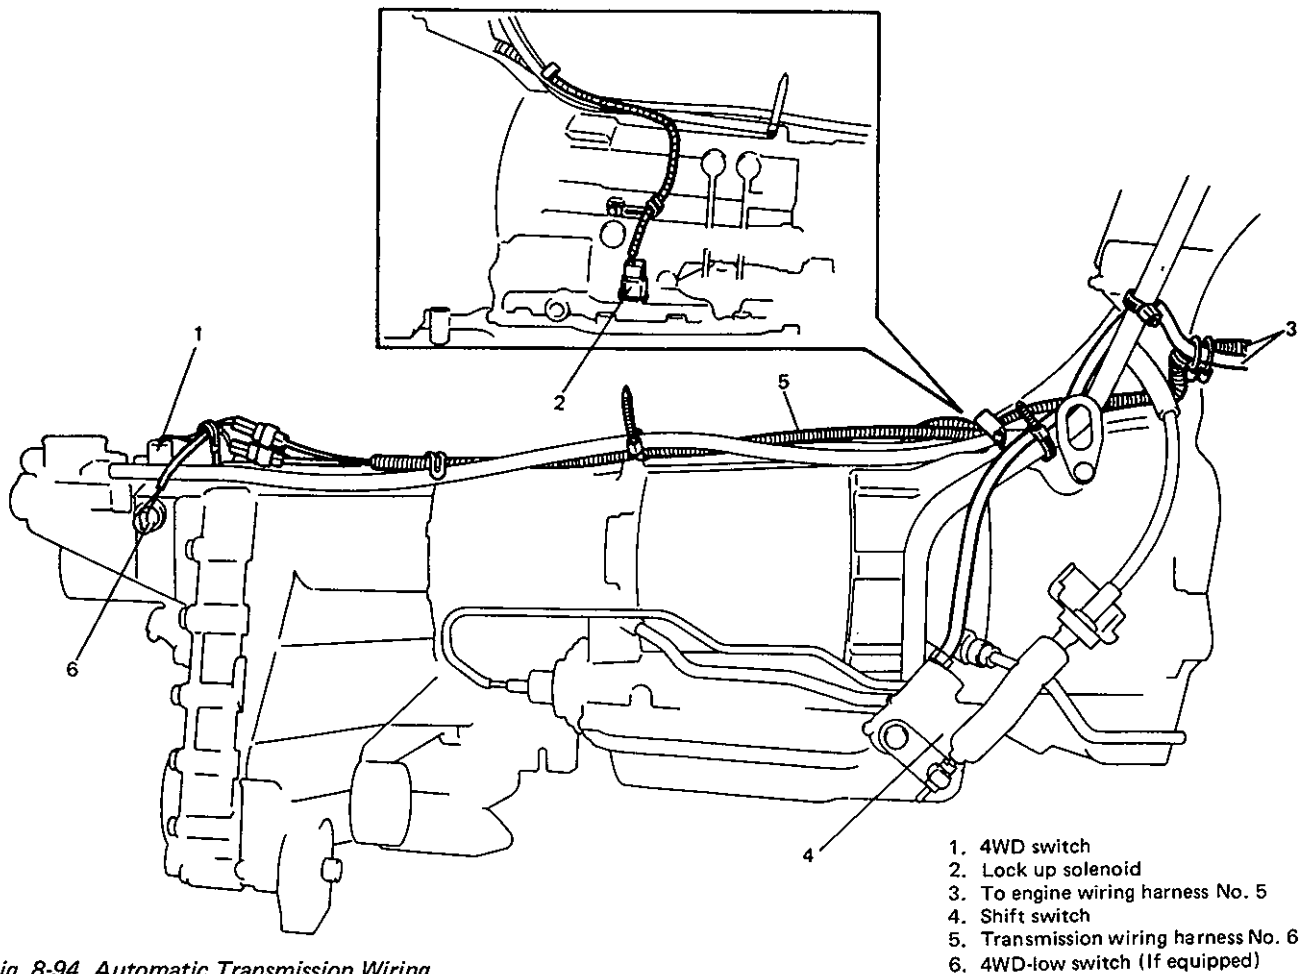 1
2
3
5
6
4
1. 4WD switch
2. Lock up solenoid
3. To engine wiring harness No. 5
4. Shift switch
5. Transmission wiring harness No. 6
6. 4WD-low switch (If equipped)
ig. 8-94 Automatic Transmission Wiring